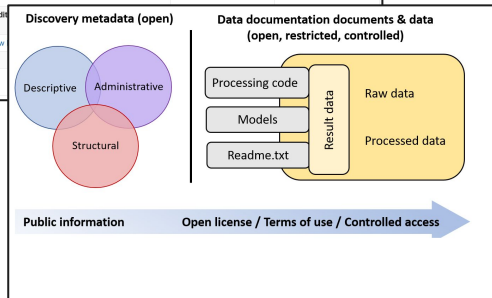 dit
w
Discovery metadata (open)
Data documentation documents & data
(open, restricted, controlled)
Descriptive
Administrative
Structural
Processing code
Models
Readme.txt
Result data
Raw data
Processed data
Public information
Open license / Terms of use / Controlled access